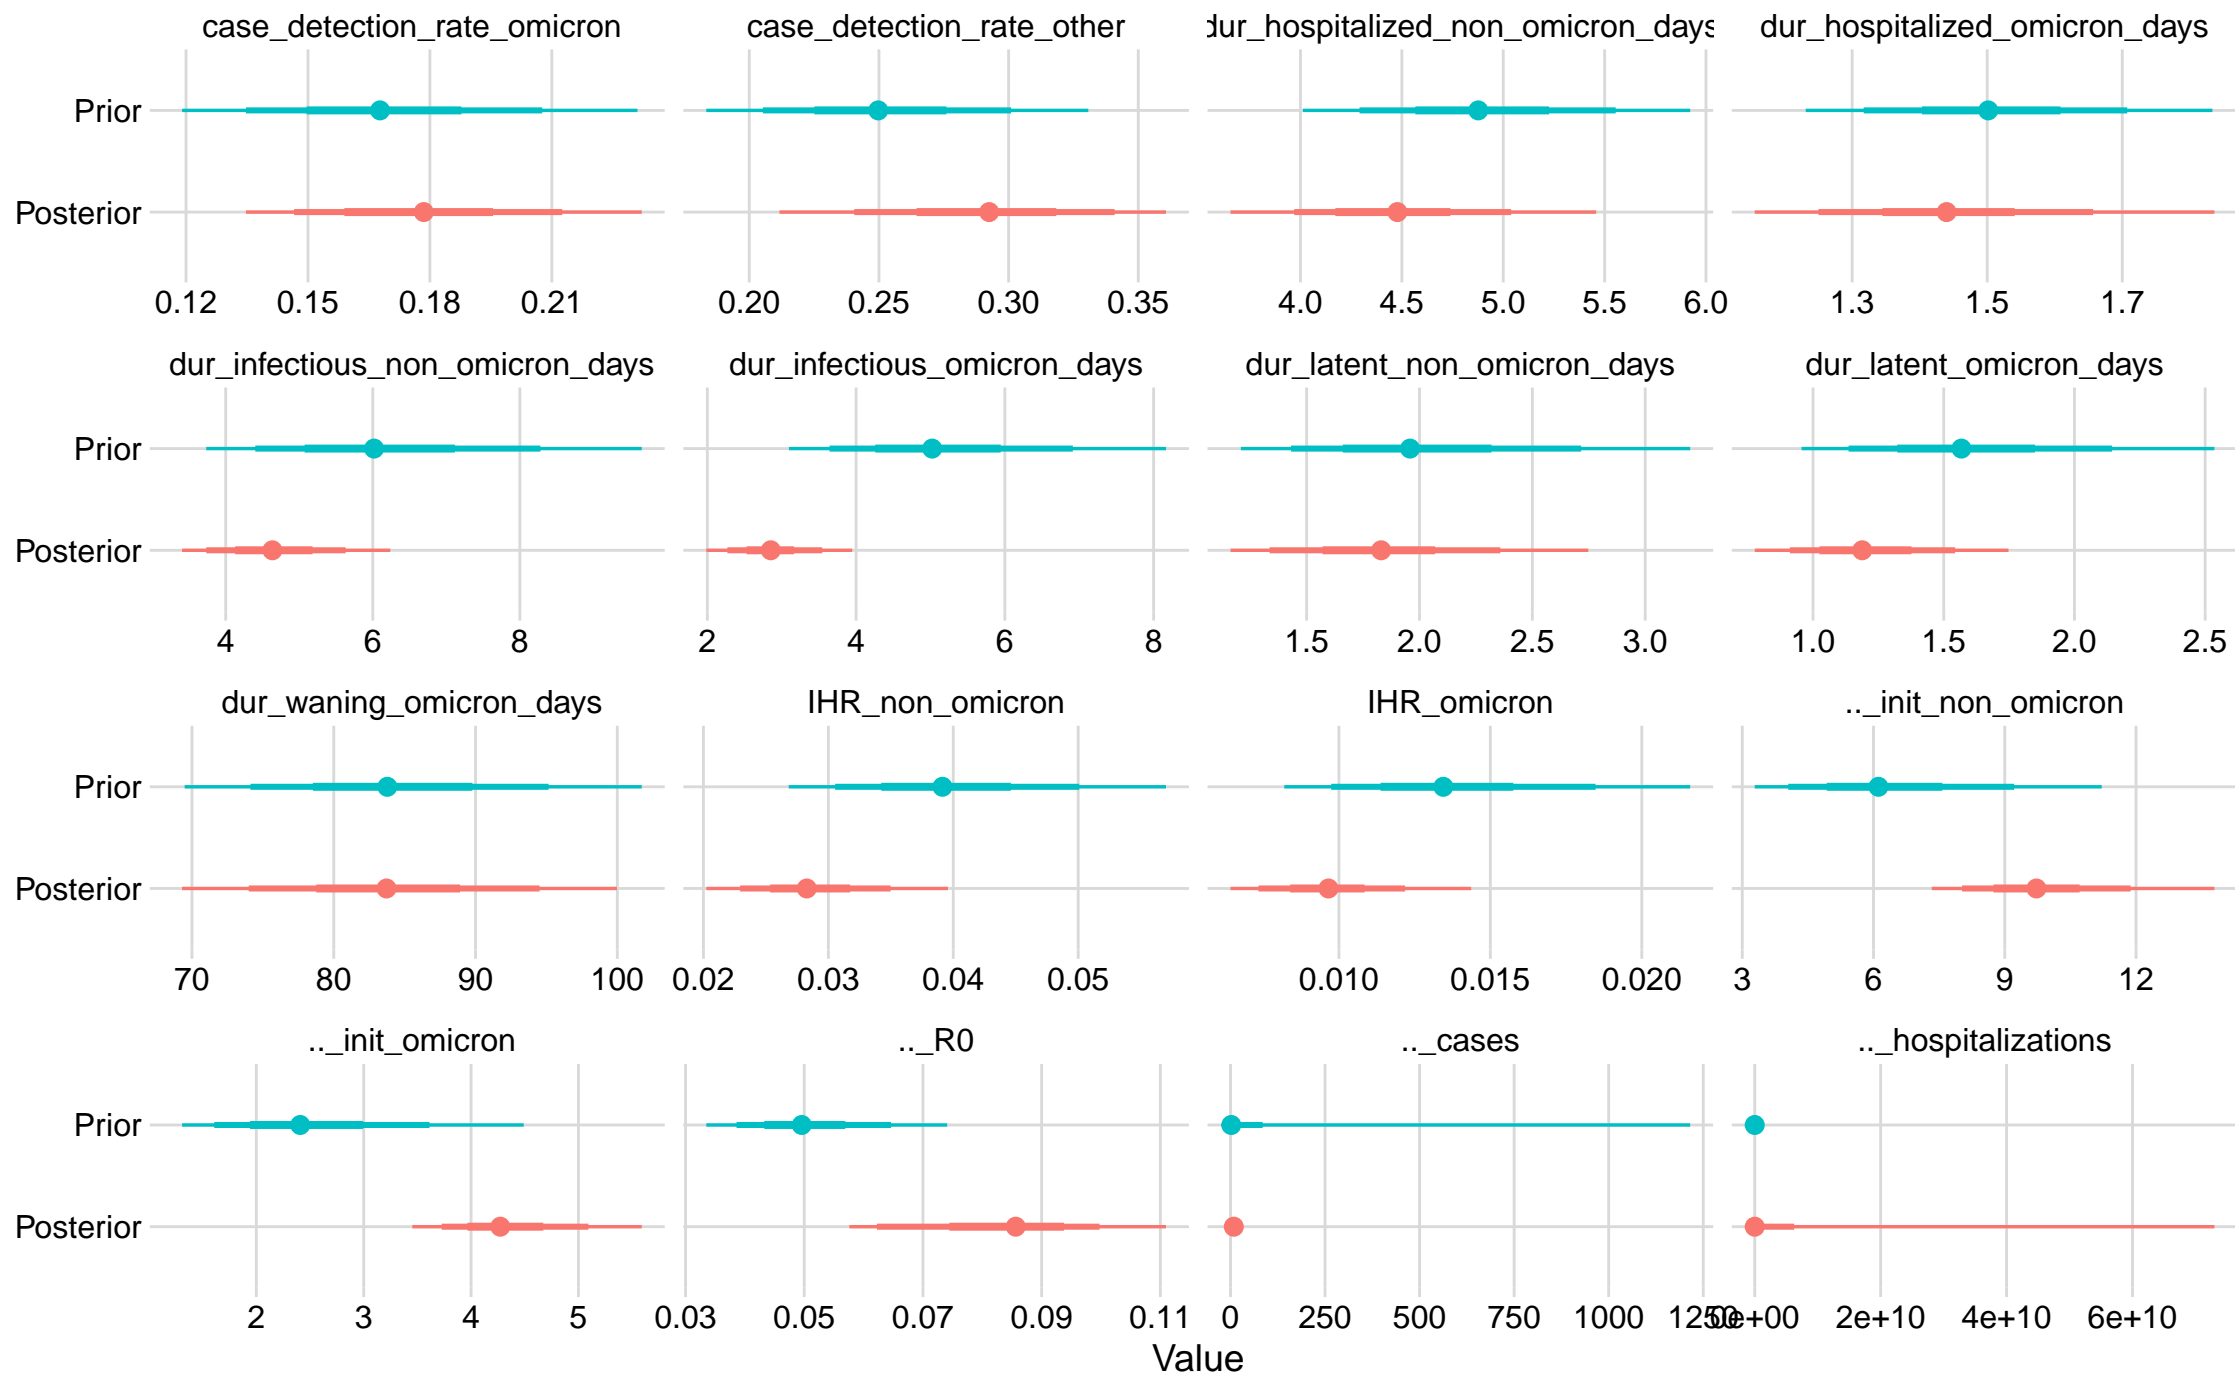 case_detection_rate_omicron case_detection_rate_other dur_hospitalized_non_omicron_days dur_hospitalized_omicron_days
Prior
Posterior
0.12 0.15 0.18 0.21 0.20 0.25 0.30 0.35 4.0 4.5 5.0 5.5 6.0 1.3 1.5 1.7
dur_infectious_non_omicron_days dur_infectious_omicron_days dur_latent_non_omicron_days dur_latent_omicron_days
Prior
Posterior
4 6 8 2 4 6 8 1.5 2.0 2.5 3.0 1.0 1.5 2.0 2.5
dur_waning_omicron_days IHR_non_omicron IHR_omicron .._init_non_omicron
Prior
Posterior
70 80 90 100 0.02 0.03 0.04 0.05 0.010 0.015 0.020 3 6 9 12
.._init_omicron .._R0 .._cases .._hospitalizations
Prior
Posterior
2 3 4 5 0.03 0.05 0.07 0.09 0.11 0 250 500 750 1000 1250 0e+00 2e+10 4e+10 6e+10
Value